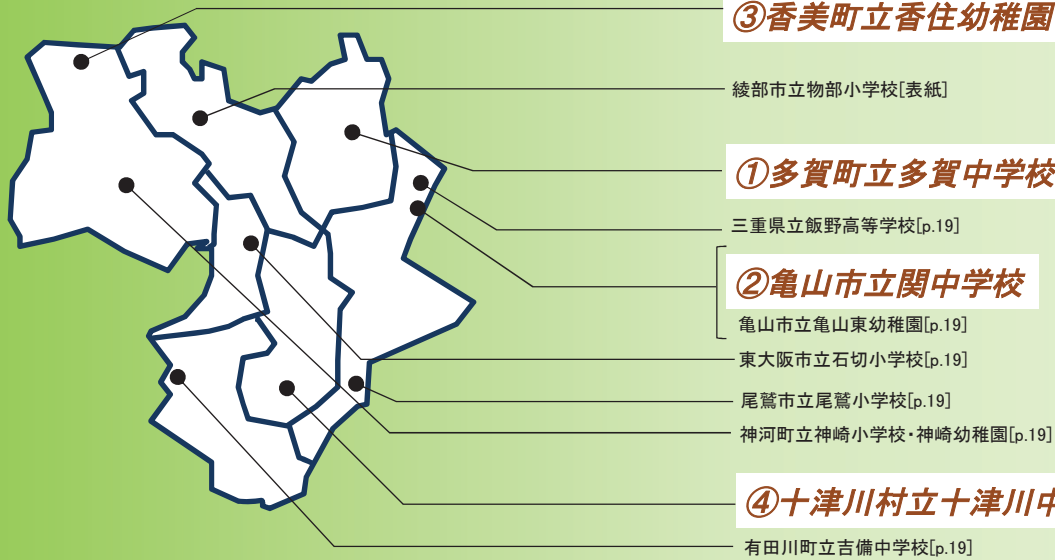 ③香美町立香住幼稚園
綾部市立物部小学校[表紙]
①多賀町立多賀中学校
三重県立飯野高等学校[p.19]
②亀山市立関中学校
亀山市立亀山東幼稚園[p.19]
東大阪市立石切小学校[p.19]
尾鷲市立尾鷲小学校[p.19]
神河町立神崎小学校・神崎幼稚園[p.19]
④十津川村立十津川中
有田川町立吉備中学校[p.19]